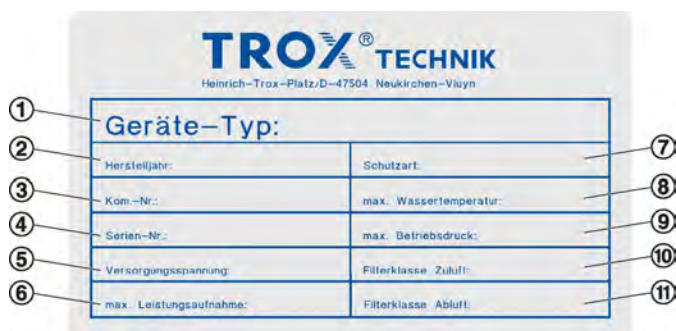 TROX® TECHNIK
Heinrich-Trox-Platz/D-47504 Neukirchen-Vluyn
① Geräte-Typ:
② Herstelljahr: Schutzart: ⑦
③ Kom.-Nr.: max. Wassertemperatur: ⑧
④ Serien-Nr.: max. Betriebsdruck: ⑨
⑤ Versorgungsspannung: Filterklasse Zuluft: ⑩
⑥ max. Leistungsaufnahme: Filterklasse Abluft: ⑪